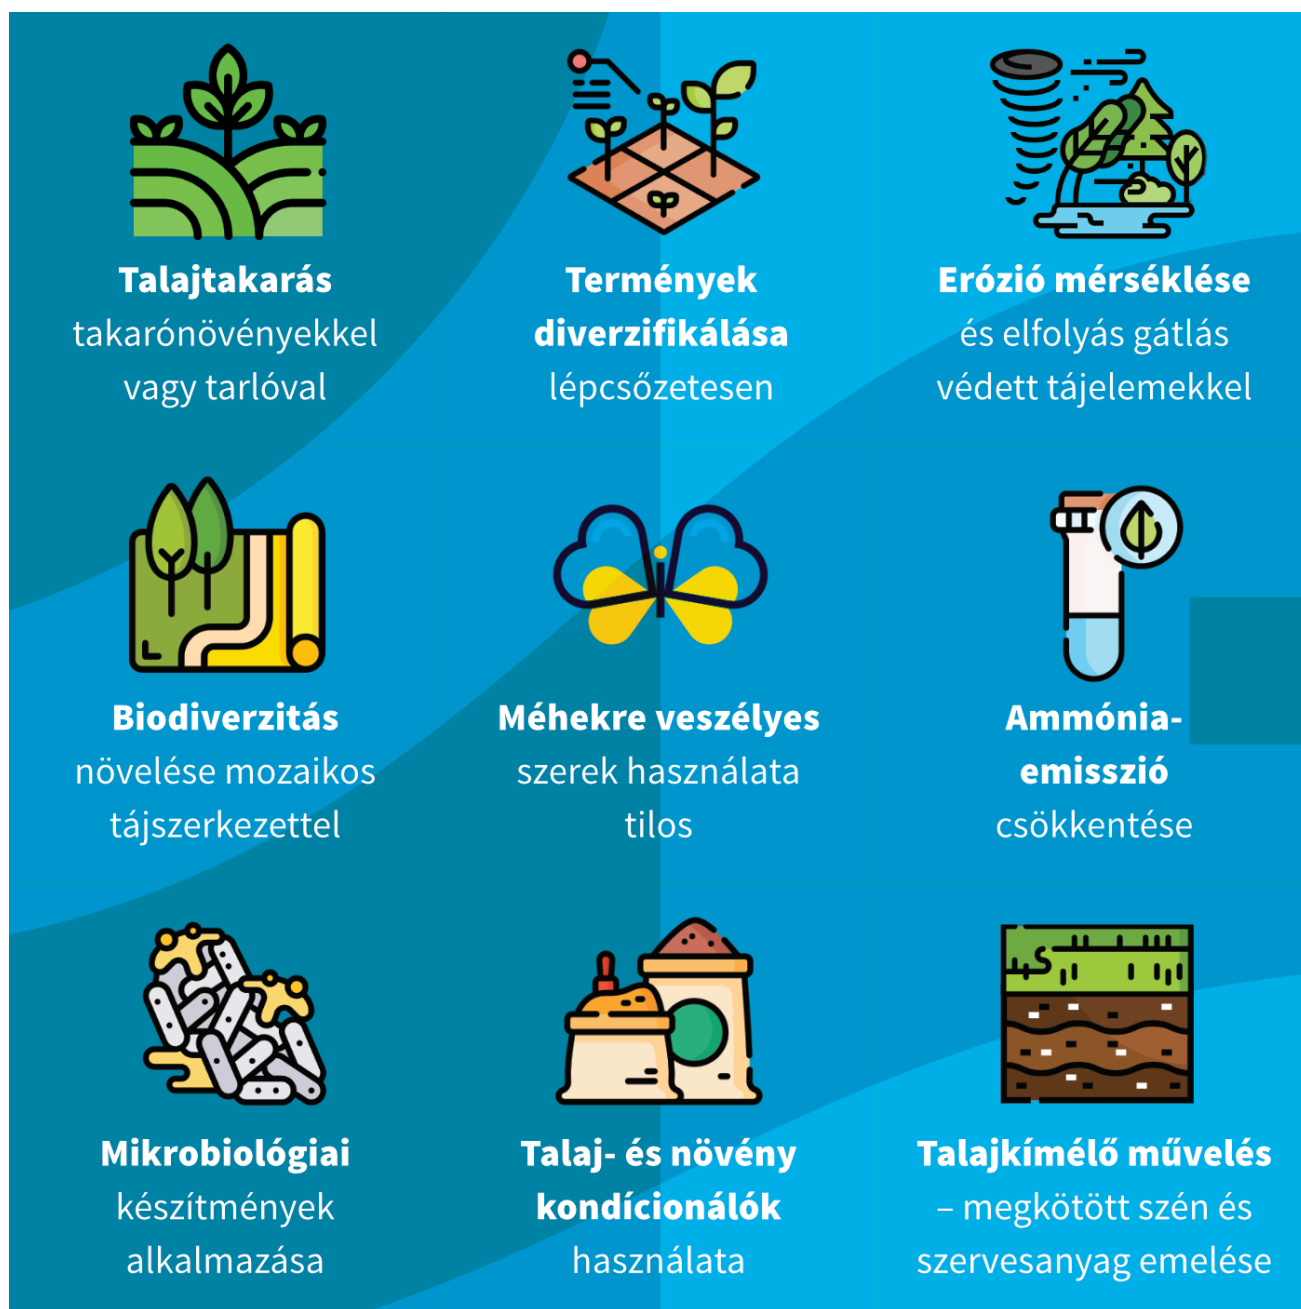 Talajtakarás
takarónövényekkel
vagy tarlóval
Termények
diverzifikálása
lépcsőzetesen
Erózió mérséklése
és elfolyás gátlás
védett tájelemekkel
Biodiverzitás
növelése mozaikos
tájszerkezettel
Méhekre veszélyes
szerek használata
tilos
Ammónia-
emisszió
csökkentése
Mikrobiológiai
készítmények
alkalmazása
Talaj- és növény
kondícionálók
használata
Talajkímélő művelés
– megkötött szén és
szervesanyag emelése